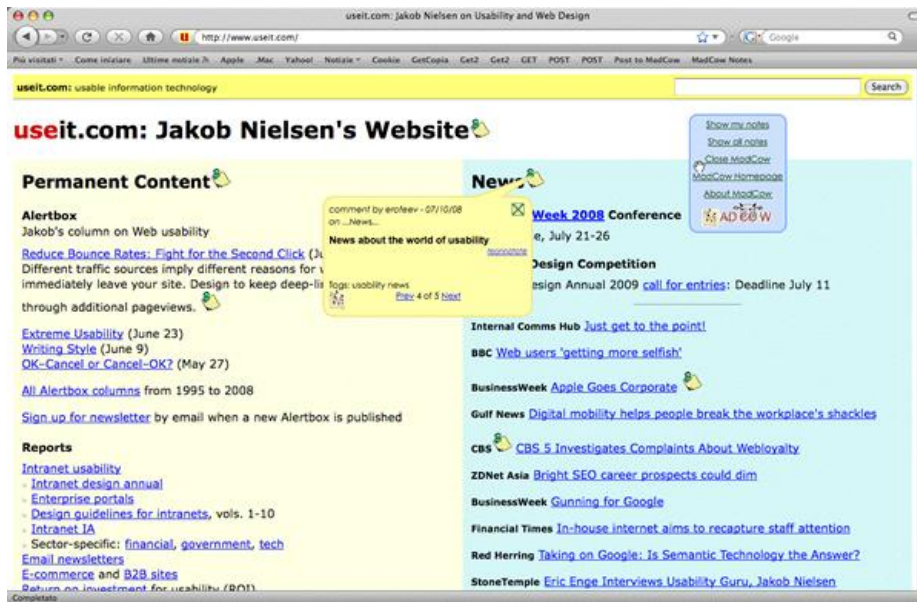 useit.com: Jakob Nielsen on Usability and Web Design
http://www.useit.com/
Google
Più visitati Come iniziare Ultime notizie Apple .Mac Yahoo! Notizie Cookie GetCopia Get2 Get2 GET POST POST Post to MadCow MadCow Notes
useit.com: usable information technology
Search
useit.com: Jakob Nielsen's Website
Show my notes
Show all notes
Close MadCow
MadCow Homepage
About MadCow
MADCOW
Permanent Content
Alertbox
Jakob's column on Web usability
Reduce Bounce Rates: Fight for the Second Click (Ju
Different traffic sources imply different reasons for v
immediately leave your site. Design to keep deep-li
through additional pageviews.
Extreme Usability (June 23)
Writing Style (June 9)
OK-Cancel or Cancel-OK? (May 27)
All Alertbox columns from 1995 to 2008
Sign up for newsletter by email when a new Alertbox is published
Reports
Intranet usability
Intranet design annual
Enterprise portals
Design guidelines for intranets, vols. 1-10
Intranet IA
Sector-specific: financial, government, tech
Email newsletters
E-commerce and B2B sites
Return on investment for usability (ROI)
comment by erofeev - 07/10/08
on ...News...
News about the world of usability
Tags: usability news
Prev 4 of 5 Next
News
Week 2008 Conference
e, July 21-26
Design Competition
esign Annual 2009 call for entries: Deadline July 11
Internal Comms Hub Just get to the point!
BBC Web users 'getting more selfish'
BusinessWeek Apple Goes Corporate
Gulf News Digital mobility helps people break the workplace's shackles
CBS CBS 5 Investigates Complaints About Webloyalty
ZDNet Asia Bright SEO career prospects could dim
BusinessWeek Gunning for Google
Financial Times In-house internet aims to recapture staff attention
Red Herring Taking on Google: Is Semantic Technology the Answer?
StoneTemple Eric Enge Interviews Usability Guru, Jakob Nielsen
Completato